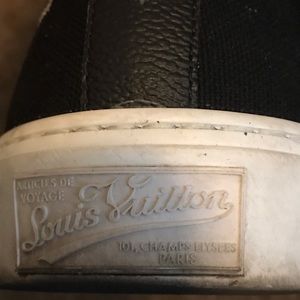 ARTICLES DE
VOYAGE
Louis Vuitton
101, CHAMPS ELYSEES
PARIS